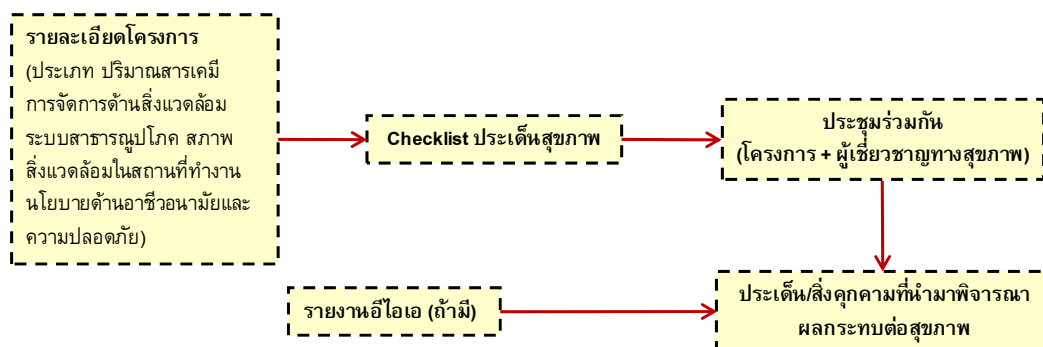 รายละเอียดโครงการ
(ประเภท ปริมาณสารเคมี
การจัดการด้านสิ่งแวดล้อม
ระบบสาธารณูปโภค สภาพ
สิ่งแวดล้อมในสถานที่ทำงาน
นโยบายด้านอาชีวอนามัยและ
ความปลอดภัย)
Checklist ประเด็นสุขภาพ
ประชุมร่วมกัน
(โครงการ + ผู้เชี่ยวชาญทางสุขภาพ)
รายงานอีไอเอ (ถ้ามี)
ประเด็น/สิ่งคุกคามที่นำมาพิจารณา
ผลกระทบต่อสุขภาพ